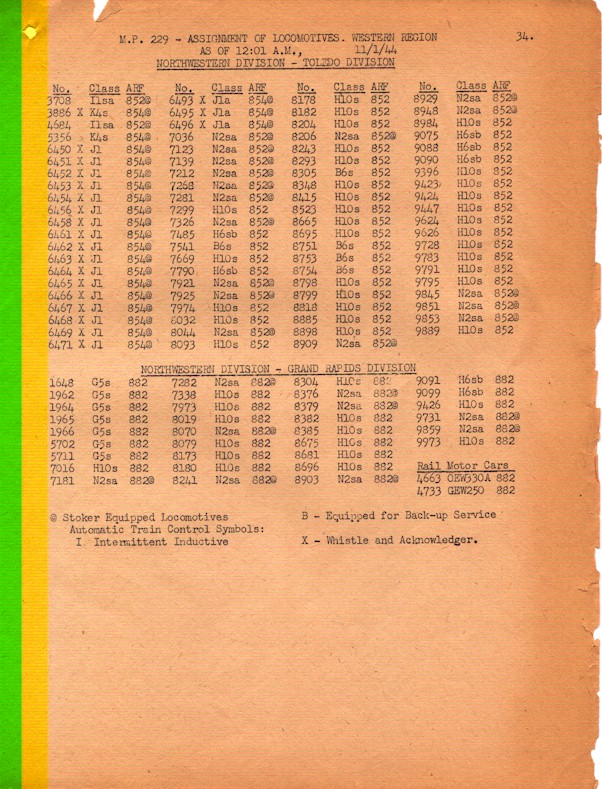 M.P. 229 - ASSIGNMENT OF LOCOMOTIVES. WESTERN REGION 34.
AS OF 12:01 A.M., 11/1/44
NORTHWESTERN DIVISION - TOLEDO DIVISION
No. Class ARF No. Class ARF No. Class ARF No. Class ARF
3708 I1sa 852@ 6493 X J1a 854@ 8178 H10s 852 8929 N2sa 852@
3886 X K4s 854@ 6495 X J1a 854@ 8182 H10s 852 8948 N2sa 852@
4684 I1sa 852@ 6496 X J1a 854@ 8204 H10s 852 8984 H10s 852
5356 X K4s 854@ 7036 N2sa 852@ 8206 N2sa 852@ 9075 H6sb 852
6450 X J1 854@ 7123 N2sa 852@ 8243 H10s 852 9088 H6sb 852
6451 X J1 854@ 7139 N2sa 852@ 8293 H10s 852 9090 H6sb 852
6452 X J1 854@ 7212 N2sa 852@ 8305 B6s 852 9396 H10s 852
6453 X J1 854@ 7268 N2sa 852@ 8348 H10s 852 9423 H10s 852
6454 X J1 854@ 7281 N2sa 852@ 8415 H10s 852 9424 H10s 852
6456 X J1 854@ 7299 H10s 852 8523 H10s 852 9447 H10s 852
6458 X J1 854@ 7326 N2sa 852@ 8665 H10s 852 9624 H10s 852
6461 X J1 854@ 7485 H6sb 852 8695 H10s 852 9626 H10s 852
6462 X J1 854@ 7541 B6s 852 8751 B6s 852 9728 H10s 852
6463 X J1 854@ 7669 H10s 852 8753 B6s 852 9783 H10s 852
6464 X J1 854@ 7790 H6sb 852 8754 B6s 852 9791 H10s 852
6465 X J1 854@ 7921 N2sa 852@ 8798 H10s 852 9795 H10s 852
6466 X J1 854@ 7925 N2sa 852@ 8799 H10s 852 9845 N2sa 852@
6467 X J1 854@ 7974 H10s 852 8818 H10s 852 9851 N2sa 852@
6468 X J1 854@ 8032 H10s 852 8885 H10s 852 9853 N2sa 852@
6469 X J1 854@ 8044 N2sa 852@ 8898 H10s 852 9889 H10s 852
6471 X J1 854@ 8093 H10s 852 8909 N2sa 852@
NORTHWESTERN DIVISION - GRAND RAPIDS DIVISION
1648 G5s 882 7282 N2sa 882@ 8304 H10s 882 9091 H6sb 882
1962 G5s 882 7338 H10s 882 8376 N2sa 882@ 9099 H6sb 882
1964 G5s 882 7973 H10s 882 8379 N2sa 882@ 9426 H10s 882
1965 G5s 882 8019 H10s 882 8382 H10s 882 9731 N2sa 882@
1966 G5s 882 8070 N2sa 882@ 8385 H10s 882 9859 N2sa 882@
5702 G5s 882 8079 H10s 882 8675 H10s 882 9973 H10s 882
5711 G5s 882 8173 H10s 882 8681 H10s 882
7016 H10s 882 8180 H10s 882 8696 H10s 882 Rail Motor Cars
7181 N2sa 882@ 8241 N2sa 882@ 8903 N2sa 882@ 4663 OEW330A 882
4733 GEW250 882
@ Stoker Equipped Locomotives B - Equipped for Back-up Service
Automatic Train Control Symbols:
I Intermittent Inductive X - Whistle and Acknowledger.